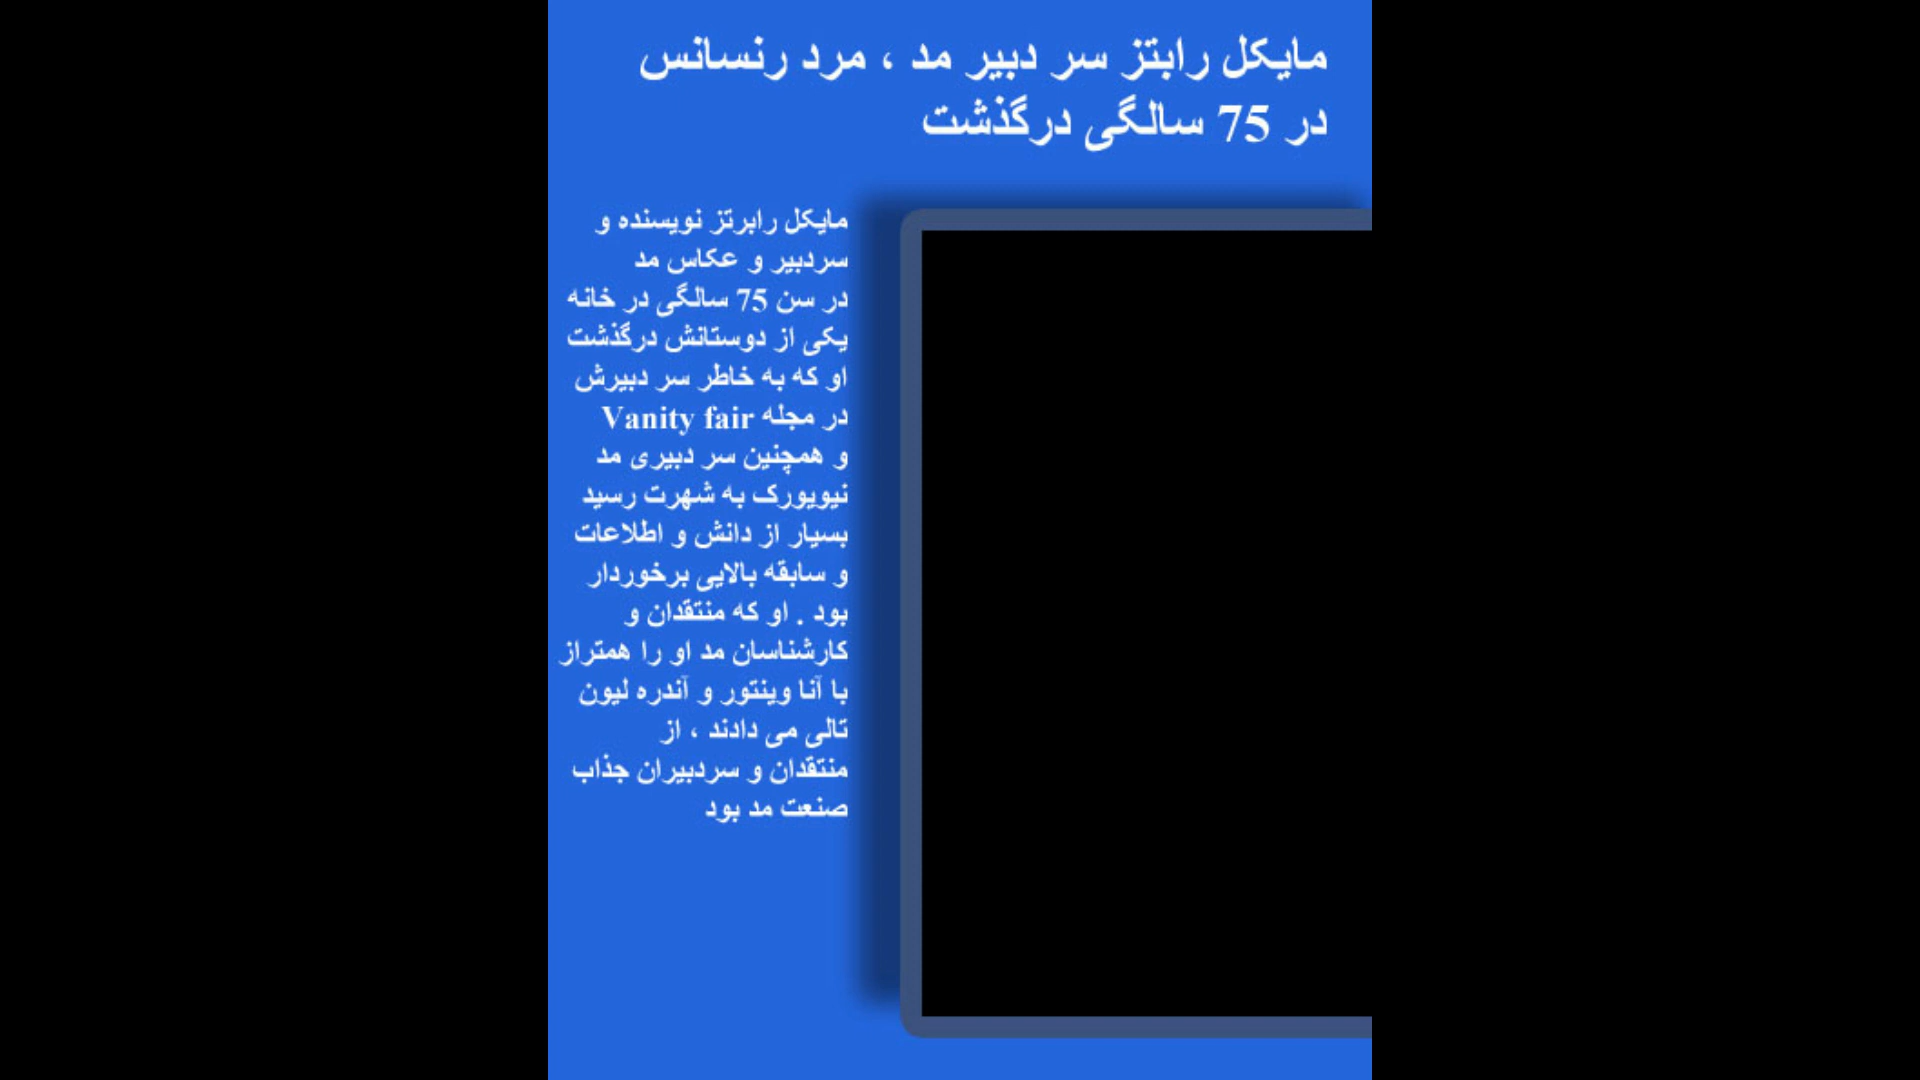 مایکل رابتز سر دبیر مد ، مرد رنسانس
در 75 سالگی درگذشت
مایکل رابرتز نویسنده و
سردبیر و عکاس مد
در سن 75 سالگی در خانه
یکی از دوستانش درگذشت
او که به خاطر سر دبیرش
در مجله Vanity fair
و همچنین سر دبیری مد
نیویورک به شهرت رسید
بسیار از دانش و اطلاعات
و سابقه بالایی برخوردار
بود . او که منتقدان و
کارشناسان مد او را همتراز
با آنا وینتور و آندره لیون
تالی می دادند ، از
منتقدان و سردبیران جذاب
صنعت مد بود